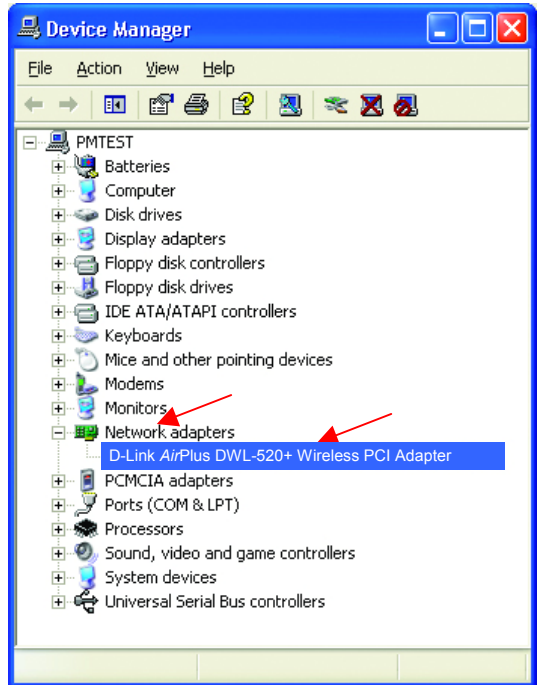 Device Manager
File Action View Help
PMTEST
Batteries
Computer
Disk drives
Display adapters
Floppy disk controllers
Floppy disk drives
IDE ATA/ATAPI controllers
Keyboards
Mice and other pointing devices
Modems
Monitors
Network adapters
D-Link AirPlus DWL-520+ Wireless PCI Adapter
PCMCIA adapters
Ports (COM & LPT)
Processors
Sound, video and game controllers
System devices
Universal Serial Bus controllers